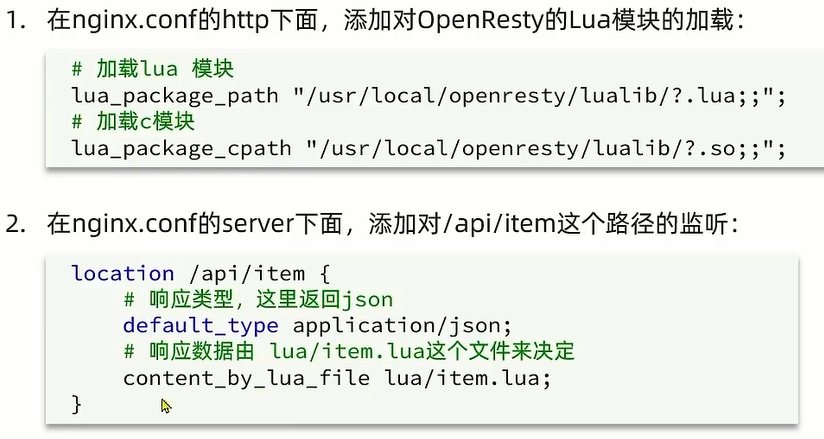 1. 在nginx.conf的http下面，添加对OpenResty的Lua模块的加载：
# 加载lua 模块
lua_package_path "/usr/local/openresty/lualib/?.lua;;";
# 加载c模块
lua_package_cpath "/usr/local/openresty/lualib/?.so;;";
2. 在nginx.conf的server下面，添加对/api/item这个路径的监听：
location /api/item {
# 响应类型，这里返回json
default_type application/json;
# 响应数据由 lua/item.lua这个文件来决定
content_by_lua_file lua/item.lua;
}